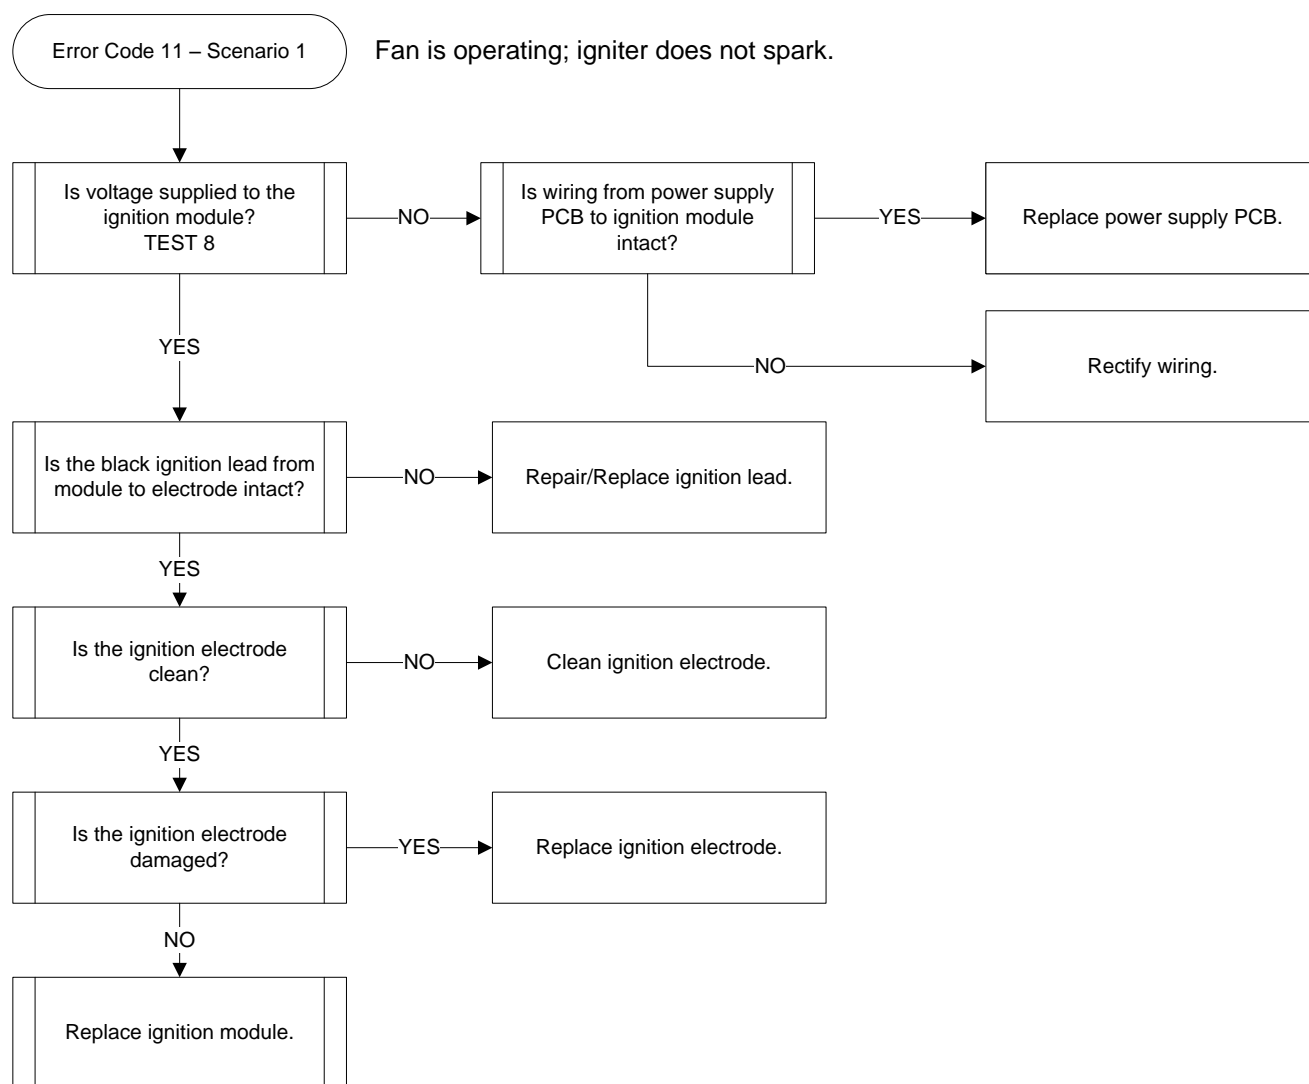 Error Code 11 – Scenario 1
Fan is operating; igniter does not spark.
Is voltage supplied to the
ignition module?
TEST 8
NO
Is wiring from power supply
PCB to ignition module
intact?
YES
Replace power supply PCB.
YES
NO
Rectify wiring.
Is the black ignition lead from
module to electrode intact?
NO
Repair/Replace ignition lead.
YES
Is the ignition electrode
clean?
NO
Clean ignition electrode.
YES
Is the ignition electrode
damaged?
YES
Replace ignition electrode.
NO
Replace ignition module.